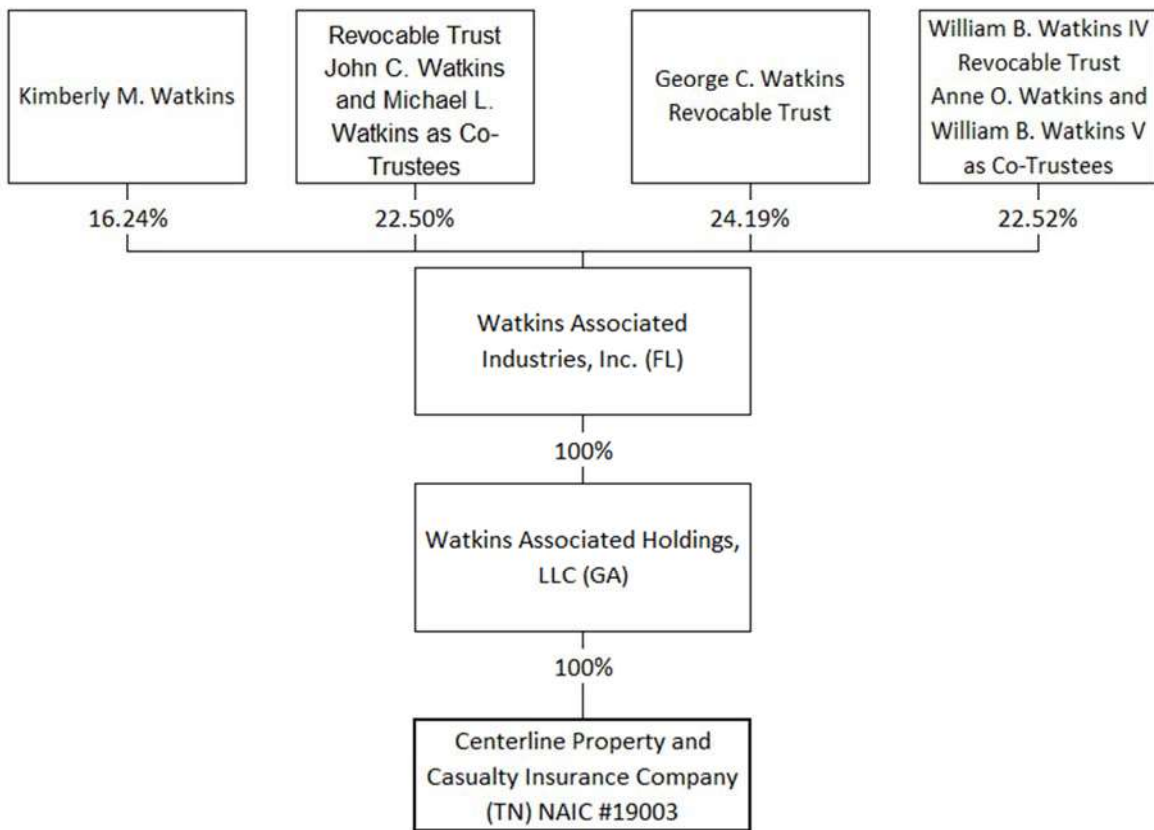 Kimberly M. Watkins
Revocable Trust
John C. Watkins
and Michael L.
Watkins as Co-
Trustees
George C. Watkins
Revocable Trust
William B. Watkins IV
Revocable Trust
Anne O. Watkins and
William B. Watkins V
as Co-Trustees
16.24%
22.50%
24.19%
22.52%
Watkins Associated
Industries, Inc. (FL)
100%
Watkins Associated Holdings,
LLC (GA)
100%
Centerline Property and
Casualty Insurance Company
(TN) NAIC #19003